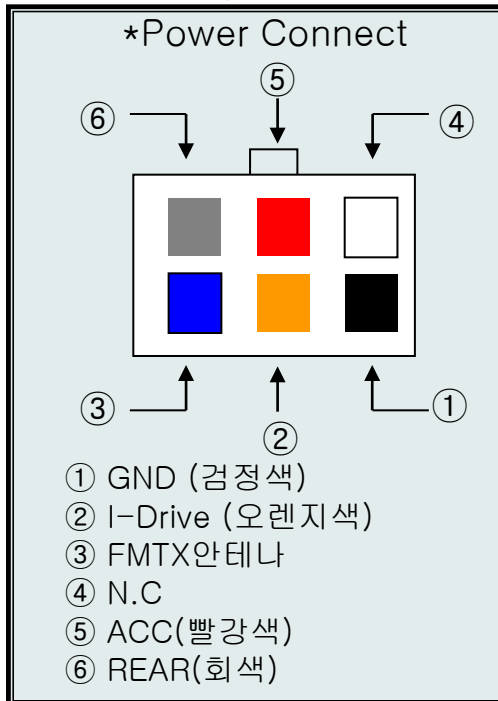 *Power Connect
⑤
⑥
④
③
①
②
① GND (검정색)
② I-Drive (오렌지색)
③ FMTX안테나
④ N.C
⑤ ACC(빨강색)
⑥ REAR(회색)